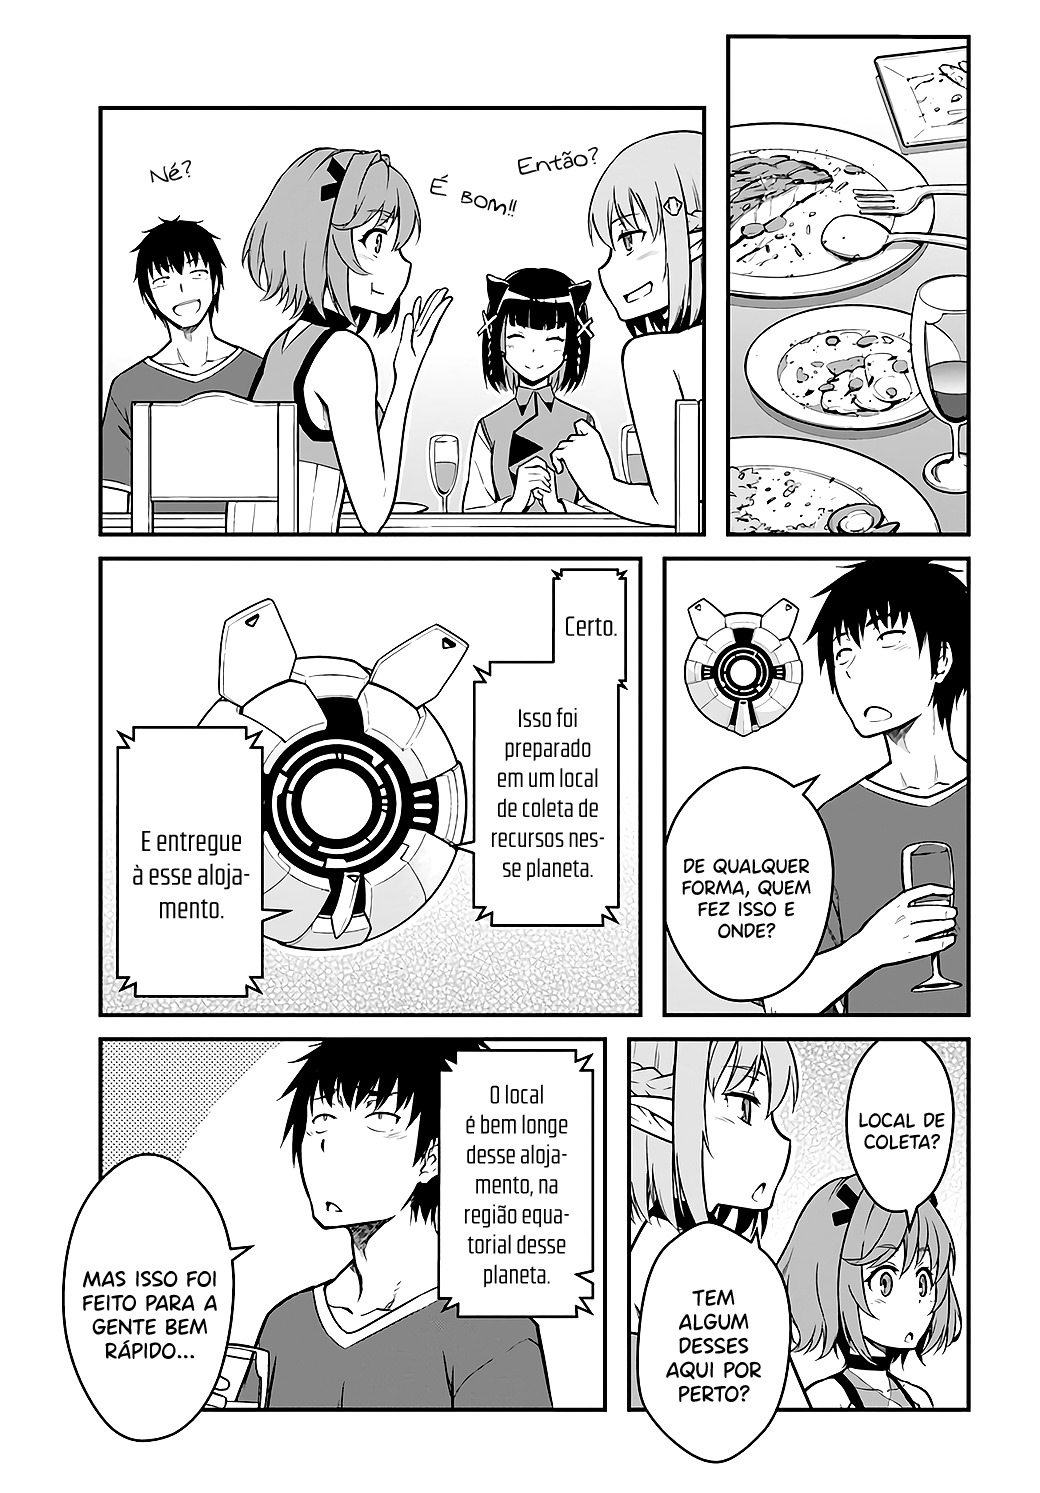 Então?
É BOM!!
Né?
DE QUALQUER
FORMA, QUEM
FEZ ISSO E
ONDE?
Certo.
Isso foi
preparado
em um local
de coleta de
recursos nes-
se planeta.
E entregue
à esse aloja-
mento.
LOCAL DE
COLETA?
TEM
ALGUM
DESSES
AQUI POR
PERTO?
O local
é bem longe
desse aloja-
mento, na
região equa-
torial desse
planeta.
MAS ISSO FOI
FEITO PARA A
GENTE BEM
RÁPIDO...